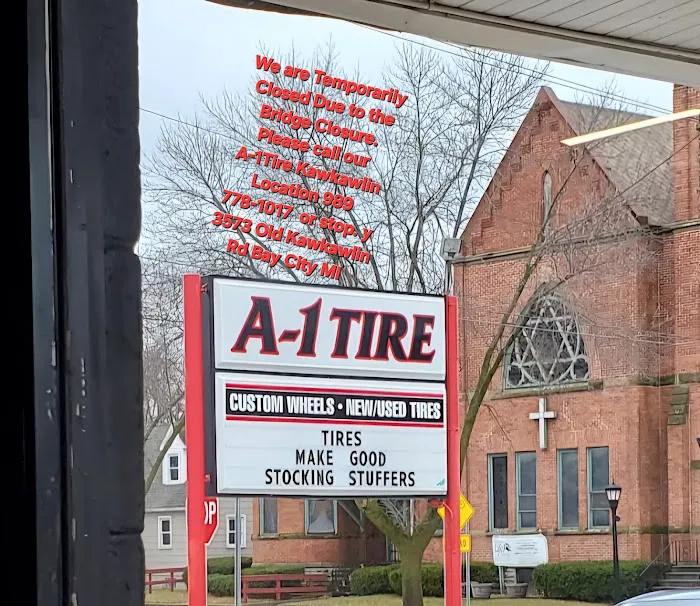 We are Temporarily
Closed Due to the
Bridge Closure.
Please call our
A-1Tire Kawkawlin
Location 989
778-1017 or stop. y
3573 Old Kawkawlin
Rd Bay City MI
A-1 TIRE
CUSTOM WHEELS • NEW/USED TIRES
TIRES
MAKE GOOD
STOCKING STUFFERS
OP